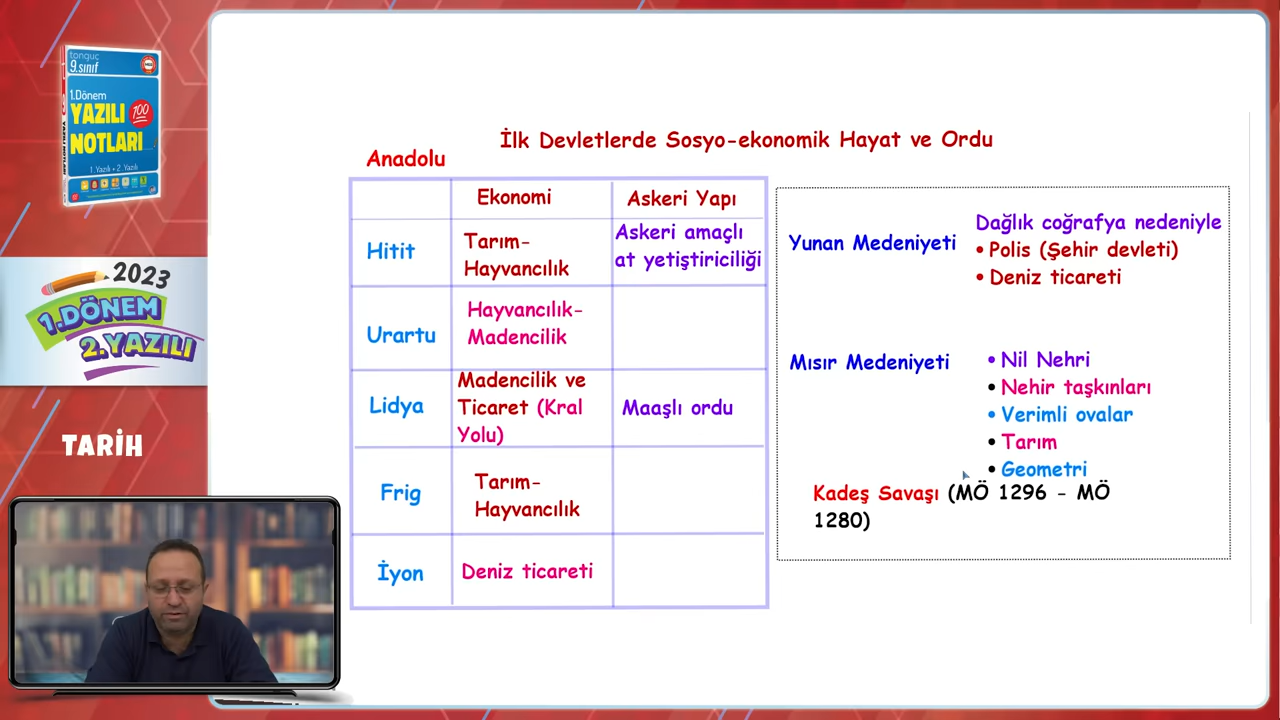 tonguç
9.sınıf
1.Dönem
YAZILI
100
NOTLARI
1. Yazılı + 2. Yazılı
YAZILI NOTLARI
2023
1.DÖNEM
2.YAZILI
TARİH
İlk Devletlerde Sosyo-ekonomik Hayat ve Ordu
Anadolu
Ekonomi
Askeri Yapı
Hitit
Tarım-
Hayvancılık
Askeri amaçlı
at yetiştiriciliği
Urartu
Hayvancılık-
Madencilik
Lidya
Madencilik ve
Ticaret (Kral
Yolu)
Maaşlı ordu
Frig
Tarım-
Hayvancılık
İyon
Deniz ticareti
Yunan Medeniyeti
Dağlık coğrafya nedeniyle
• Polis (Şehir devleti)
• Deniz ticareti
Mısır Medeniyeti
• Nil Nehri
• Nehir taşkınları
• Verimli ovalar
• Tarım
• Geometri
Kadeş Savaşı (MÖ 1296 - MÖ
1280)